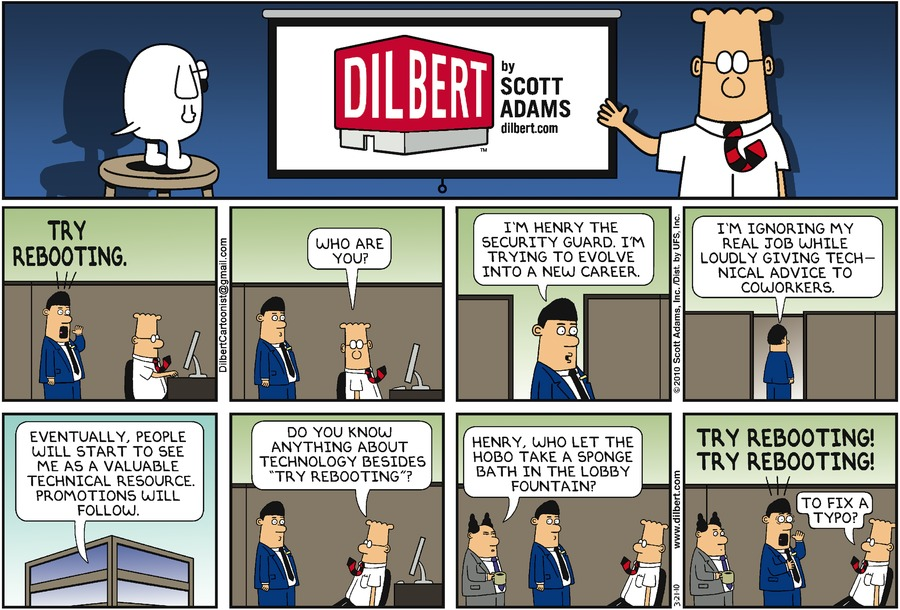 DILBERT
TM
by
SCOTT
ADAMS
dilbert.com
TRY
REBOOTING.
DilbertCartoonist@gmail.com
WHO ARE
YOU?
I'M HENRY THE
SECURITY GUARD. I'M
TRYING TO EVOLVE
INTO A NEW CAREER.
©2010 Scott Adams, Inc./Dist. by UFS, Inc.
I'M IGNORING MY
REAL JOB WHILE
LOUDLY GIVING TECH-
NICAL ADVICE TO
COWORKERS.
EVENTUALLY, PEOPLE
WILL START TO SEE
ME AS A VALUABLE
TECHNICAL RESOURCE.
PROMOTIONS WILL
FOLLOW.
DO YOU KNOW
ANYTHING ABOUT
TECHNOLOGY BESIDES
"TRY REBOOTING"?
HENRY, WHO LET THE
HOBO TAKE A SPONGE
BATH IN THE LOBBY
FOUNTAIN?
www.dilbert.com
3-21-10
TRY REBOOTING!
TRY REBOOTING!
TO FIX A
TYPO?